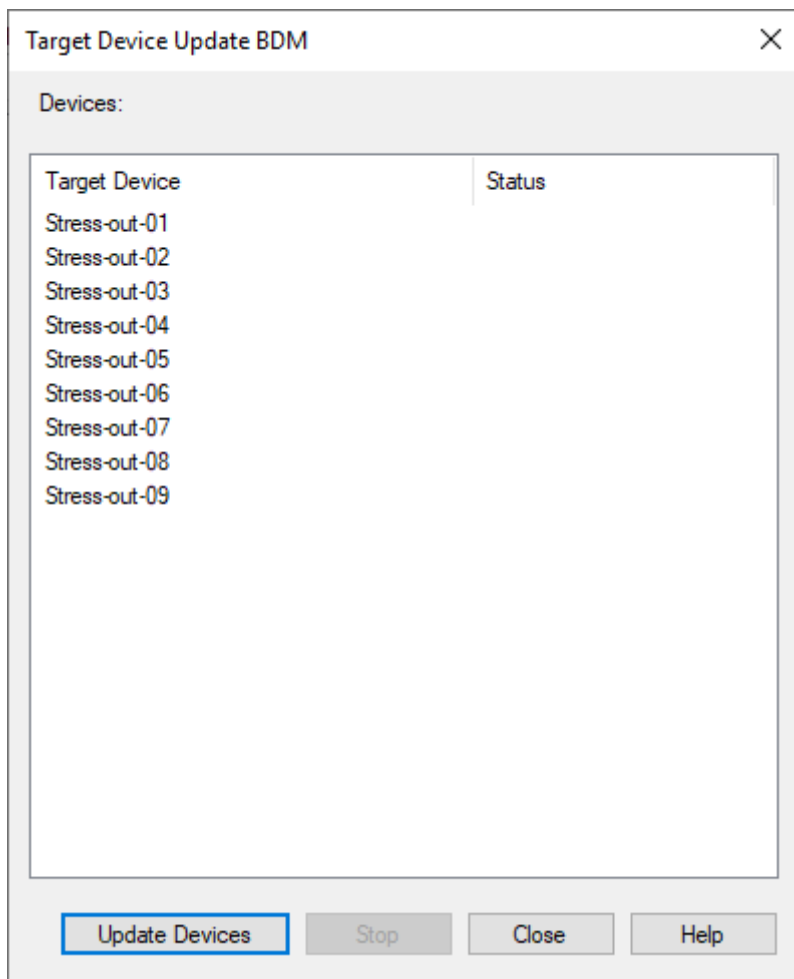 Target Device Update BDM
Devices:
Target Device Status
Stress-out-01
Stress-out-02
Stress-out-03
Stress-out-04
Stress-out-05
Stress-out-06
Stress-out-07
Stress-out-08
Stress-out-09
Update Devices Stop Close Help